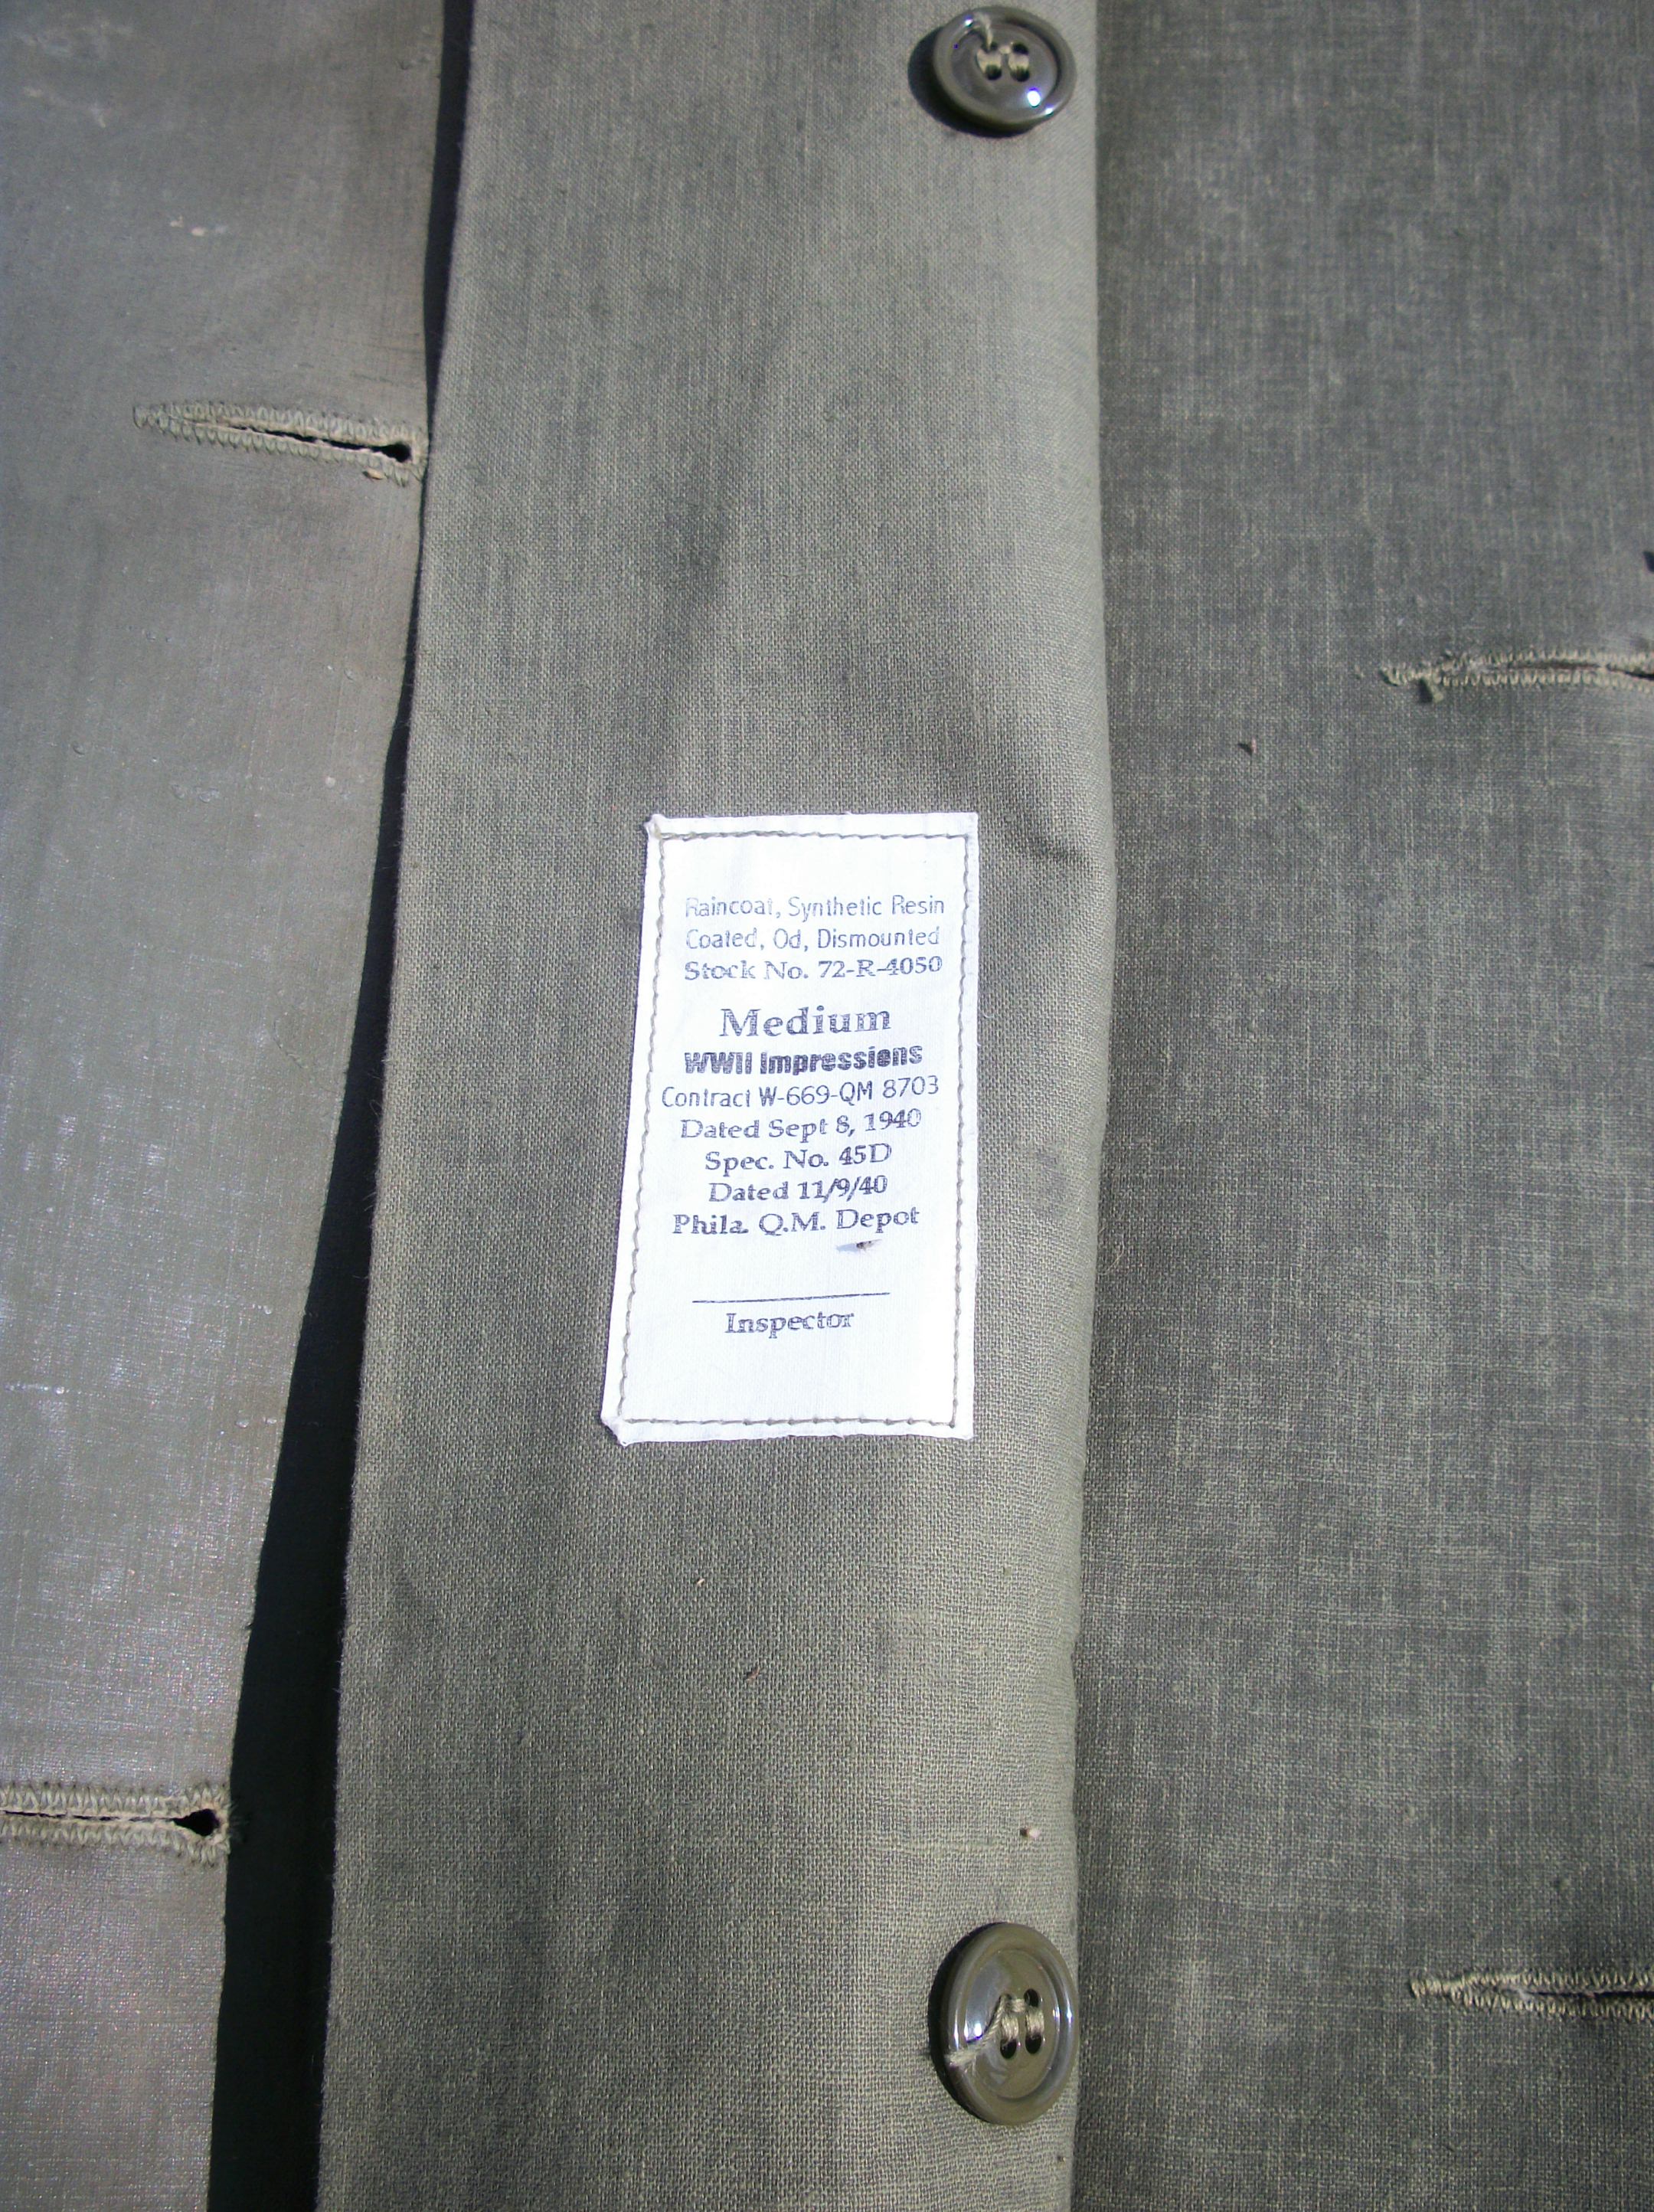 Raincoat, Synthetic Resin
Coated, Od, Dismounted
Stock No. 72-R-4050
Medium
WWII Impressions
Contract W-669-QM 8703
Dated Sept 8, 1940
Spec. No. 45D
Dated 11/9/40
Phila. Q.M. Depot
Inspector